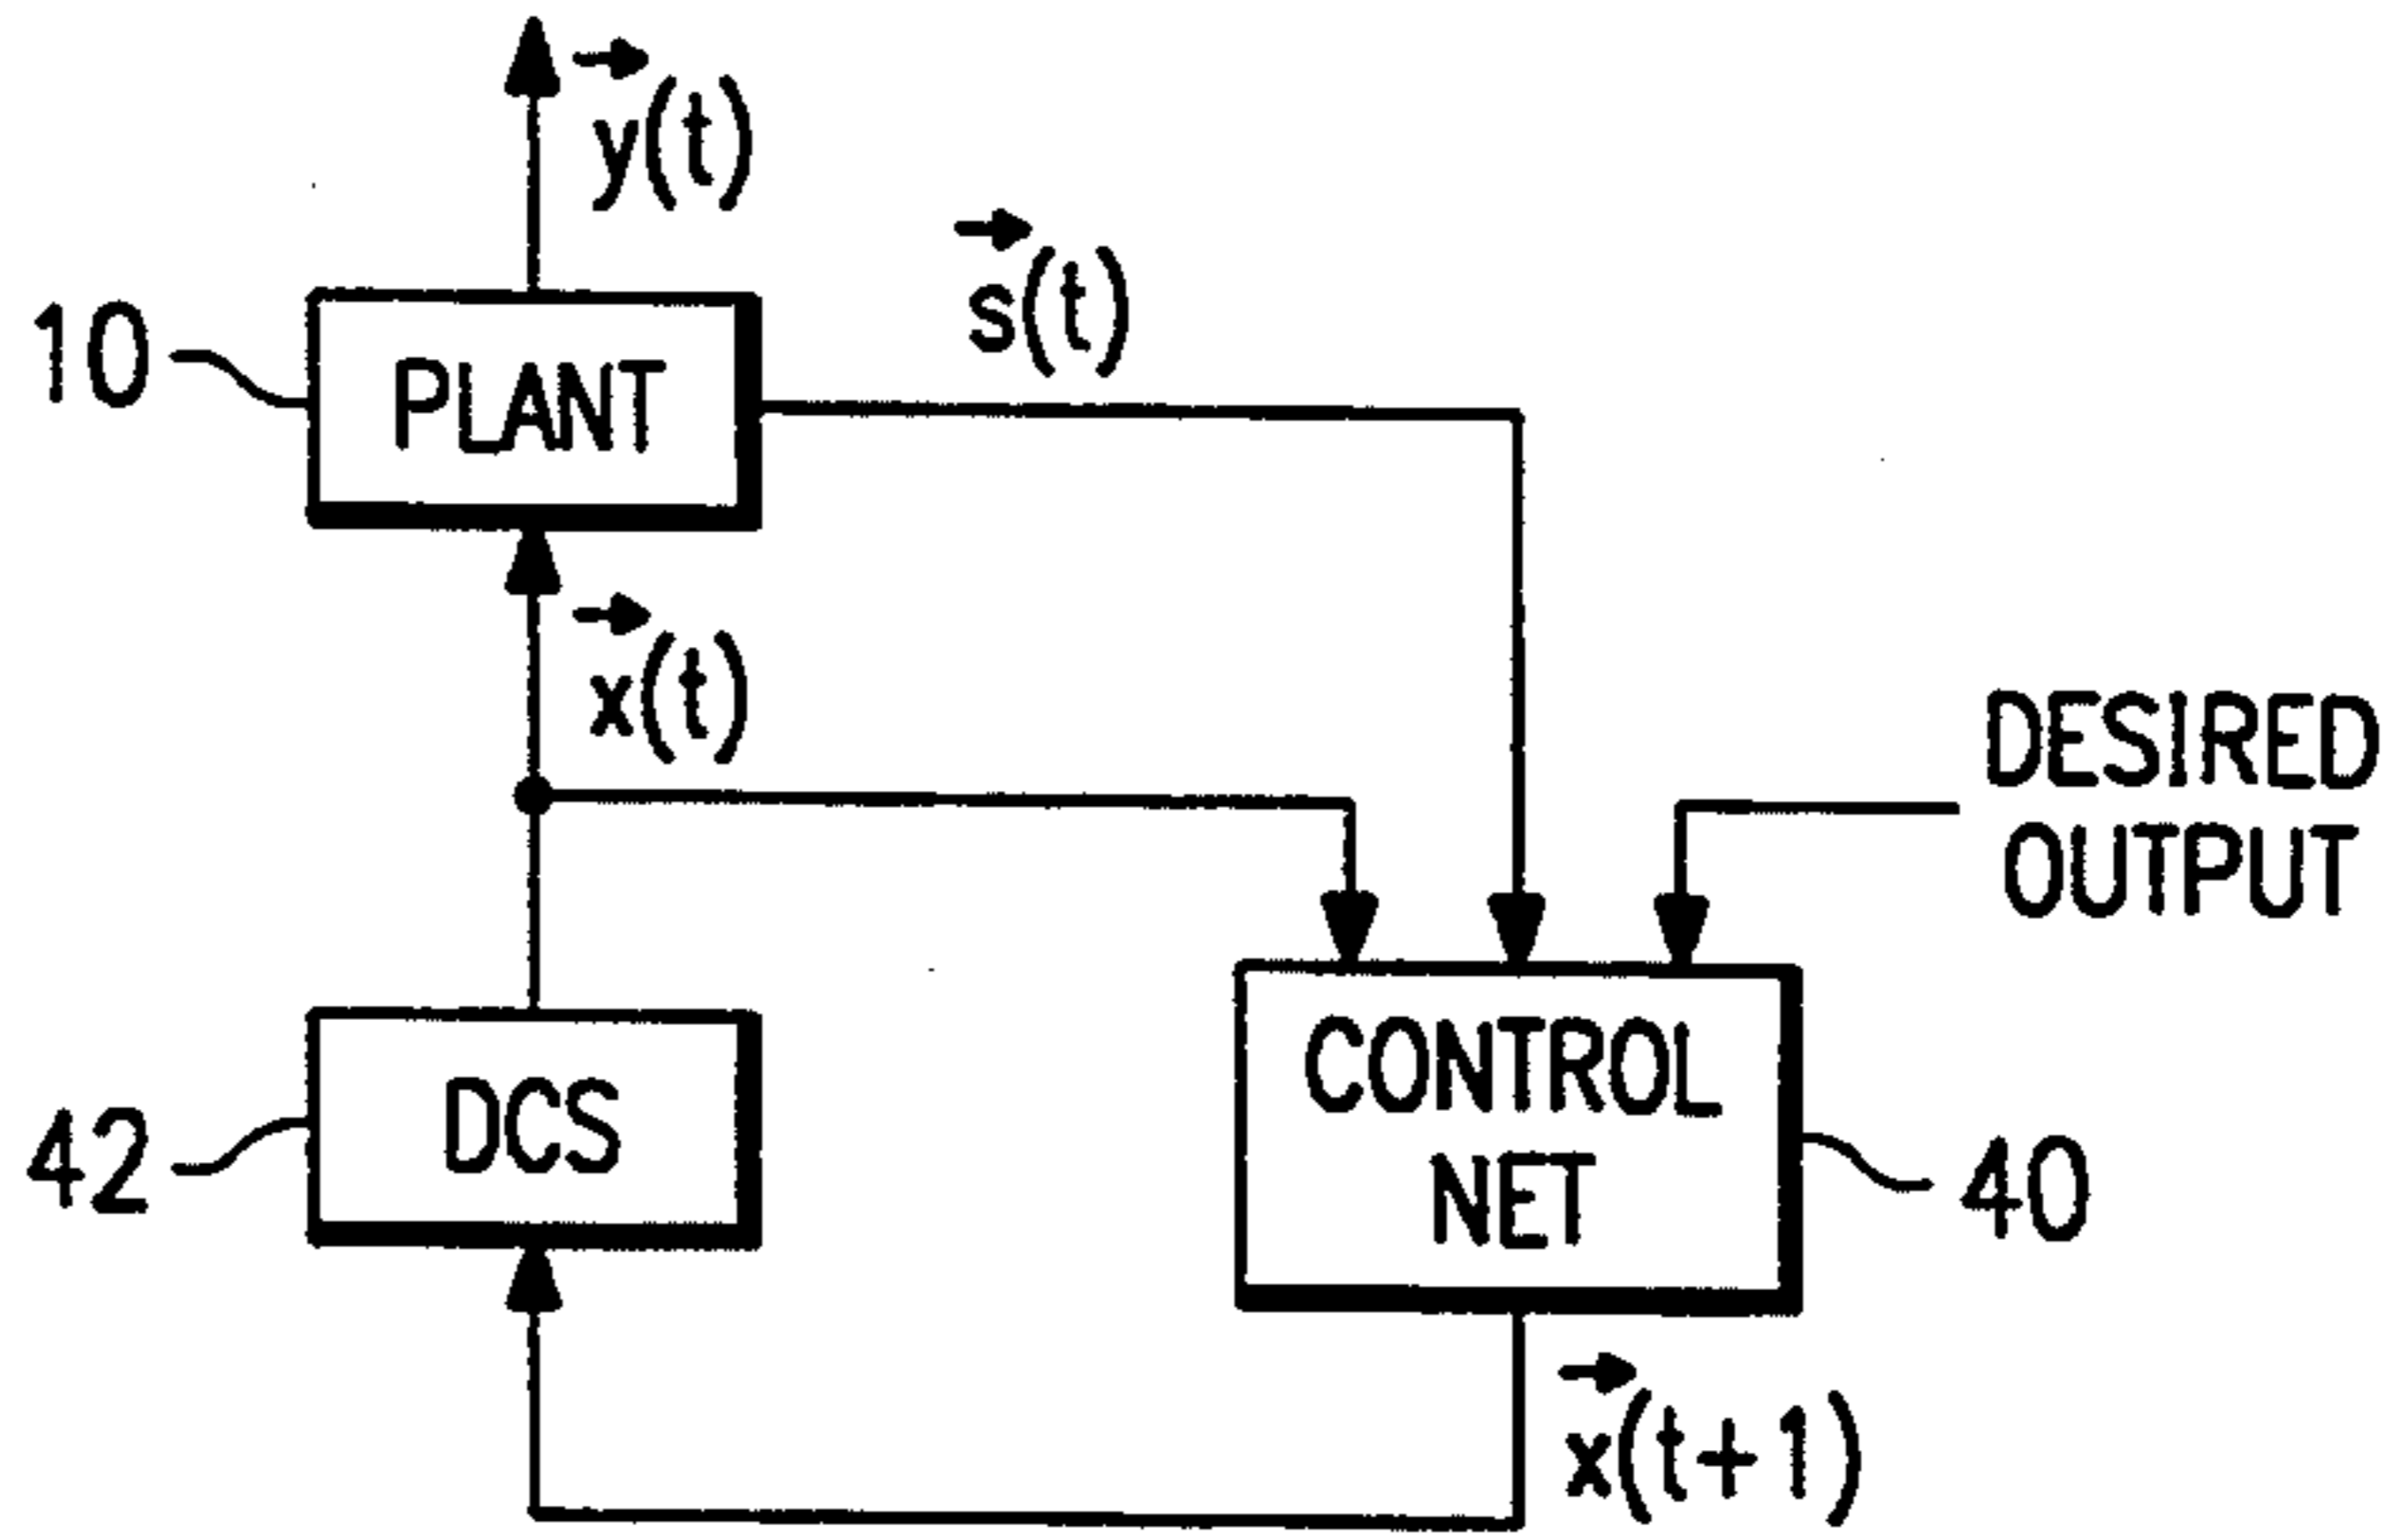 y(t)
s(t)
10
PLANT
x(t)
DESIRED
OUTPUT
42
DCS
CONTROL
NET
40
x(t+1)